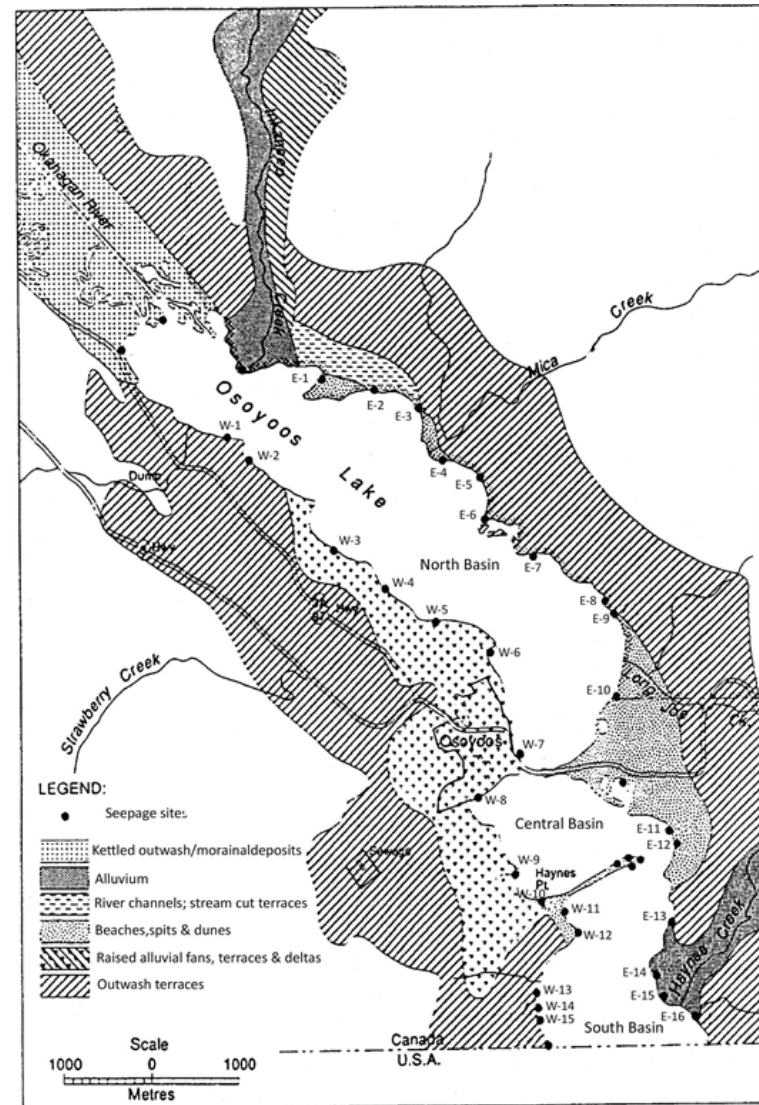 Inkaneep
Creek
Okanagan River
Creek
Mica
Osoyoos
Lake
E-1
E-2
E-3
E-4
E-5
E-6
E-7
E-8
E-9
E-10
W-1
W-2
W-3
W-4
W-5
W-6
W-7
W-8
North Basin
Dump
Hwy
Strawberry Creek
Osoyoos
Long Joe
Ck
Central Basin
E-11
E-12
W-9
Haynes
Pt.
W-10
W-11
W-12
E-13
E-14
E-15
E-16
Haynes Creek
W-13
W-14
W-15
South Basin
Sewage
LEGEND:
Seepage sites
Kettled outwash/morainaldeposits
Alluvium
River channels; stream cut terraces
Beaches,spits & dunes
Raised alluvial fans, terraces & deltas
Outwash terraces
Scale
1000 0 1000
Metres
Canada
U.S.A.